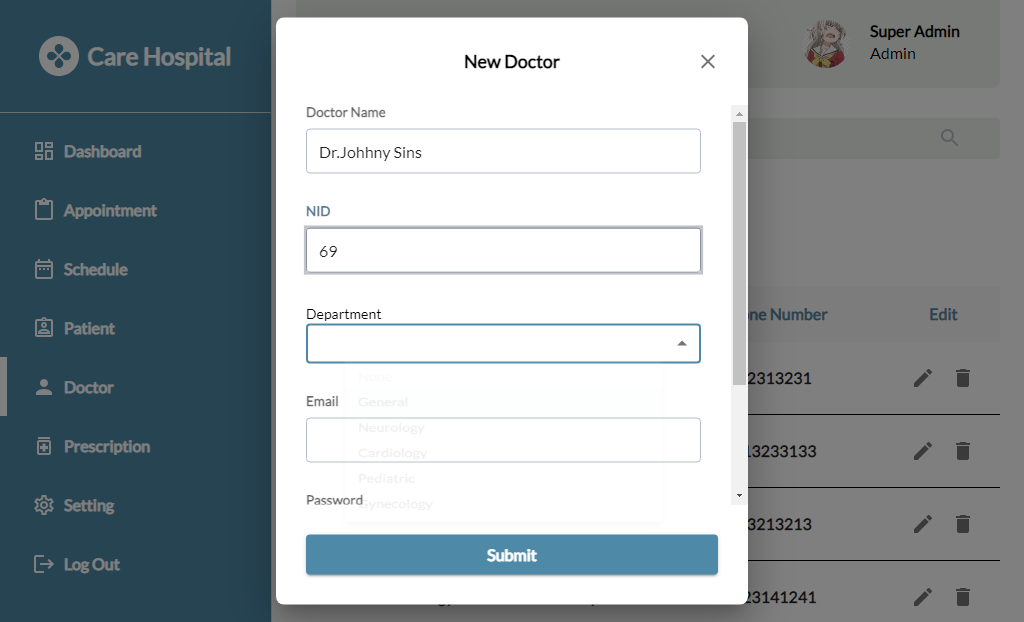 Care Hospital
Dashboard
Appointment
Schedule
Patient
Doctor
Prescription
Setting
Log Out
New Doctor
Doctor Name
Dr.Johhny Sins
NID
69
Department
None
General
Email
Neurology
Cardiology
Pediatric
Password
Gynecology
Submit
Super Admin
Admin
ne Number
Edit
2313231
13233133
3213213
23141241